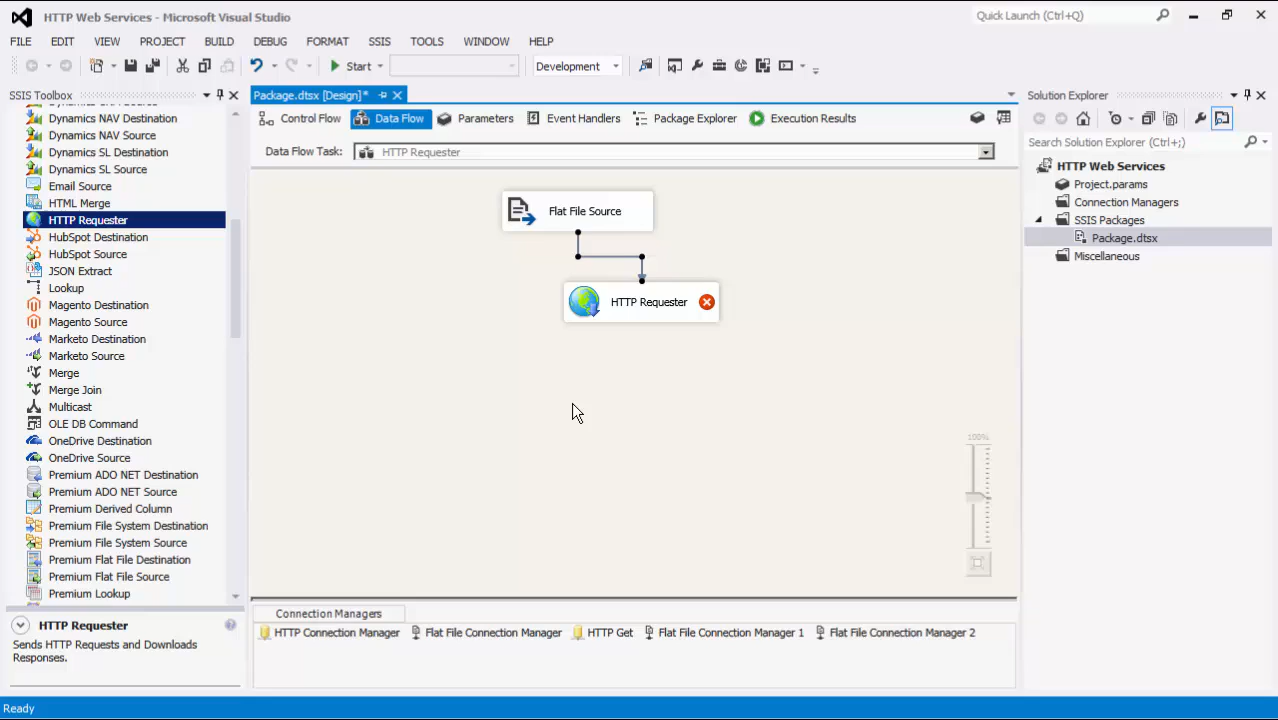 HTTP Web Services - Microsoft Visual Studio
Quick Launch (Ctrl+Q)
FILE EDIT VIEW PROJECT BUILD DEBUG FORMAT SSIS TOOLS WINDOW HELP
Start
Development
SSIS Toolbox
Dynamics NAV Destination
Dynamics NAV Source
Dynamics SL Destination
Dynamics SL Source
Email Source
HTML Merge
HTTP Requester
HubSpot Destination
HubSpot Source
JSON Extract
Lookup
Magento Destination
Magento Source
Marketo Destination
Marketo Source
Merge
Merge Join
Multicast
OLE DB Command
OneDrive Destination
OneDrive Source
Premium ADO NET Destination
Premium ADO NET Source
Premium Derived Column
Premium File System Destination
Premium File System Source
Premium Flat File Destination
Premium Flat File Source
Premium Lookup
HTTP Requester
Sends HTTP Requests and Downloads
Responses.
Package.dtsx [Design]*
Control Flow Data Flow Parameters Event Handlers Package Explorer Execution Results
Data Flow Task: HTTP Requester
Flat File Source
HTTP Requester
100%
Connection Managers
HTTP Connection Manager Flat File Connection Manager HTTP Get Flat File Connection Manager 1 Flat File Connection Manager 2
Solution Explorer
Search Solution Explorer (Ctrl+;)
HTTP Web Services
Project.params
Connection Managers
SSIS Packages
Package.dtsx
Miscellaneous
Ready